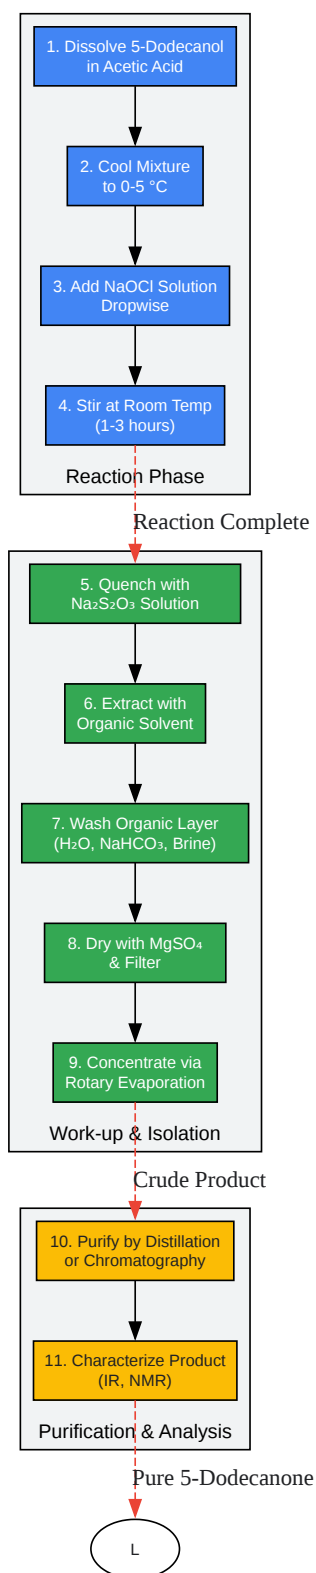 1. Dissolve 5-Dodecanol
in Acetic Acid
2. Cool Mixture
to 0-5 °C
3. Add NaOCl Solution
Dropwise
4. Stir at Room Temp
(1-3 hours)
Reaction Phase
Reaction Complete
5. Quench with
Na₂S₂O₃ Solution
6. Extract with
Organic Solvent
7. Wash Organic Layer
(H₂O, NaHCO₃, Brine)
8. Dry with MgSO₄
& Filter
9. Concentrate via
Rotary Evaporation
Work-up & Isolation
Crude Product
10. Purify by Distillation
or Chromatography
11. Characterize Product
(IR, NMR)
Purification & Analysis
Pure 5-Dodecanone
L